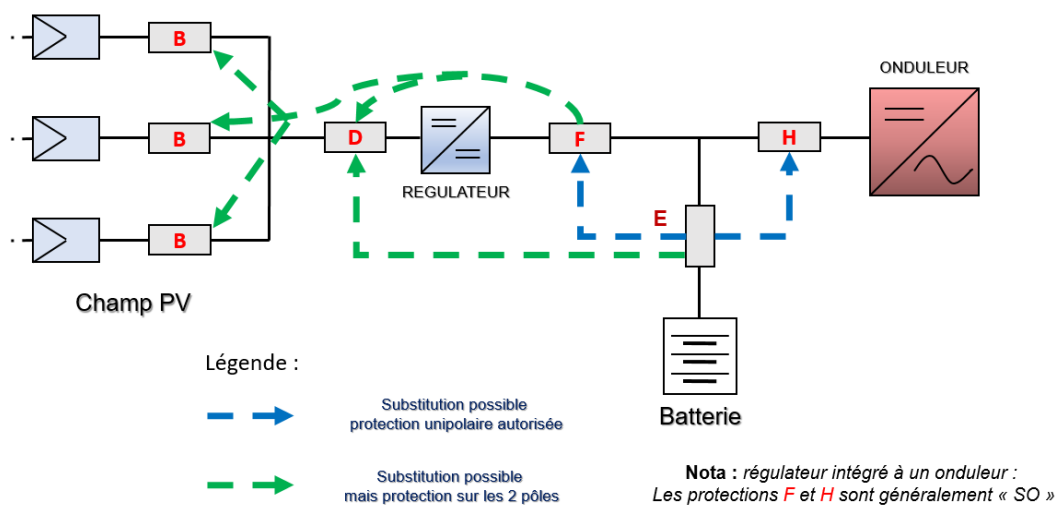 B
ONDULEUR
B
D
F
H
REGULATEUR
E
B
Champ PV
Légende :
Substitution possible
protection unipolaire autorisée
Batterie
Substitution possible
mais protection sur les 2 pôles
Nota : régulateur intégré à un onduleur :
Les protections F et H sont généralement « SO »